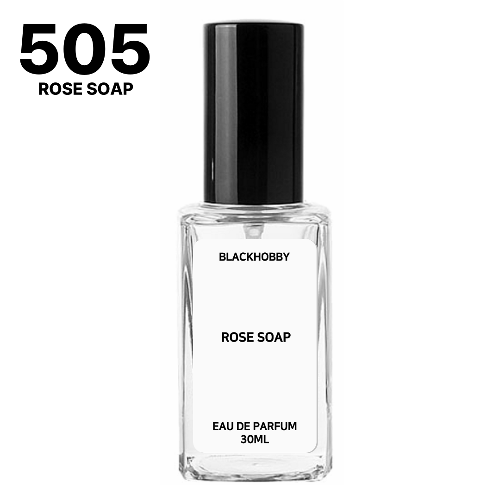 505
ROSE SOAP
BLACKHOBBY
ROSE SOAP
EAU DE PARFUM
30ML